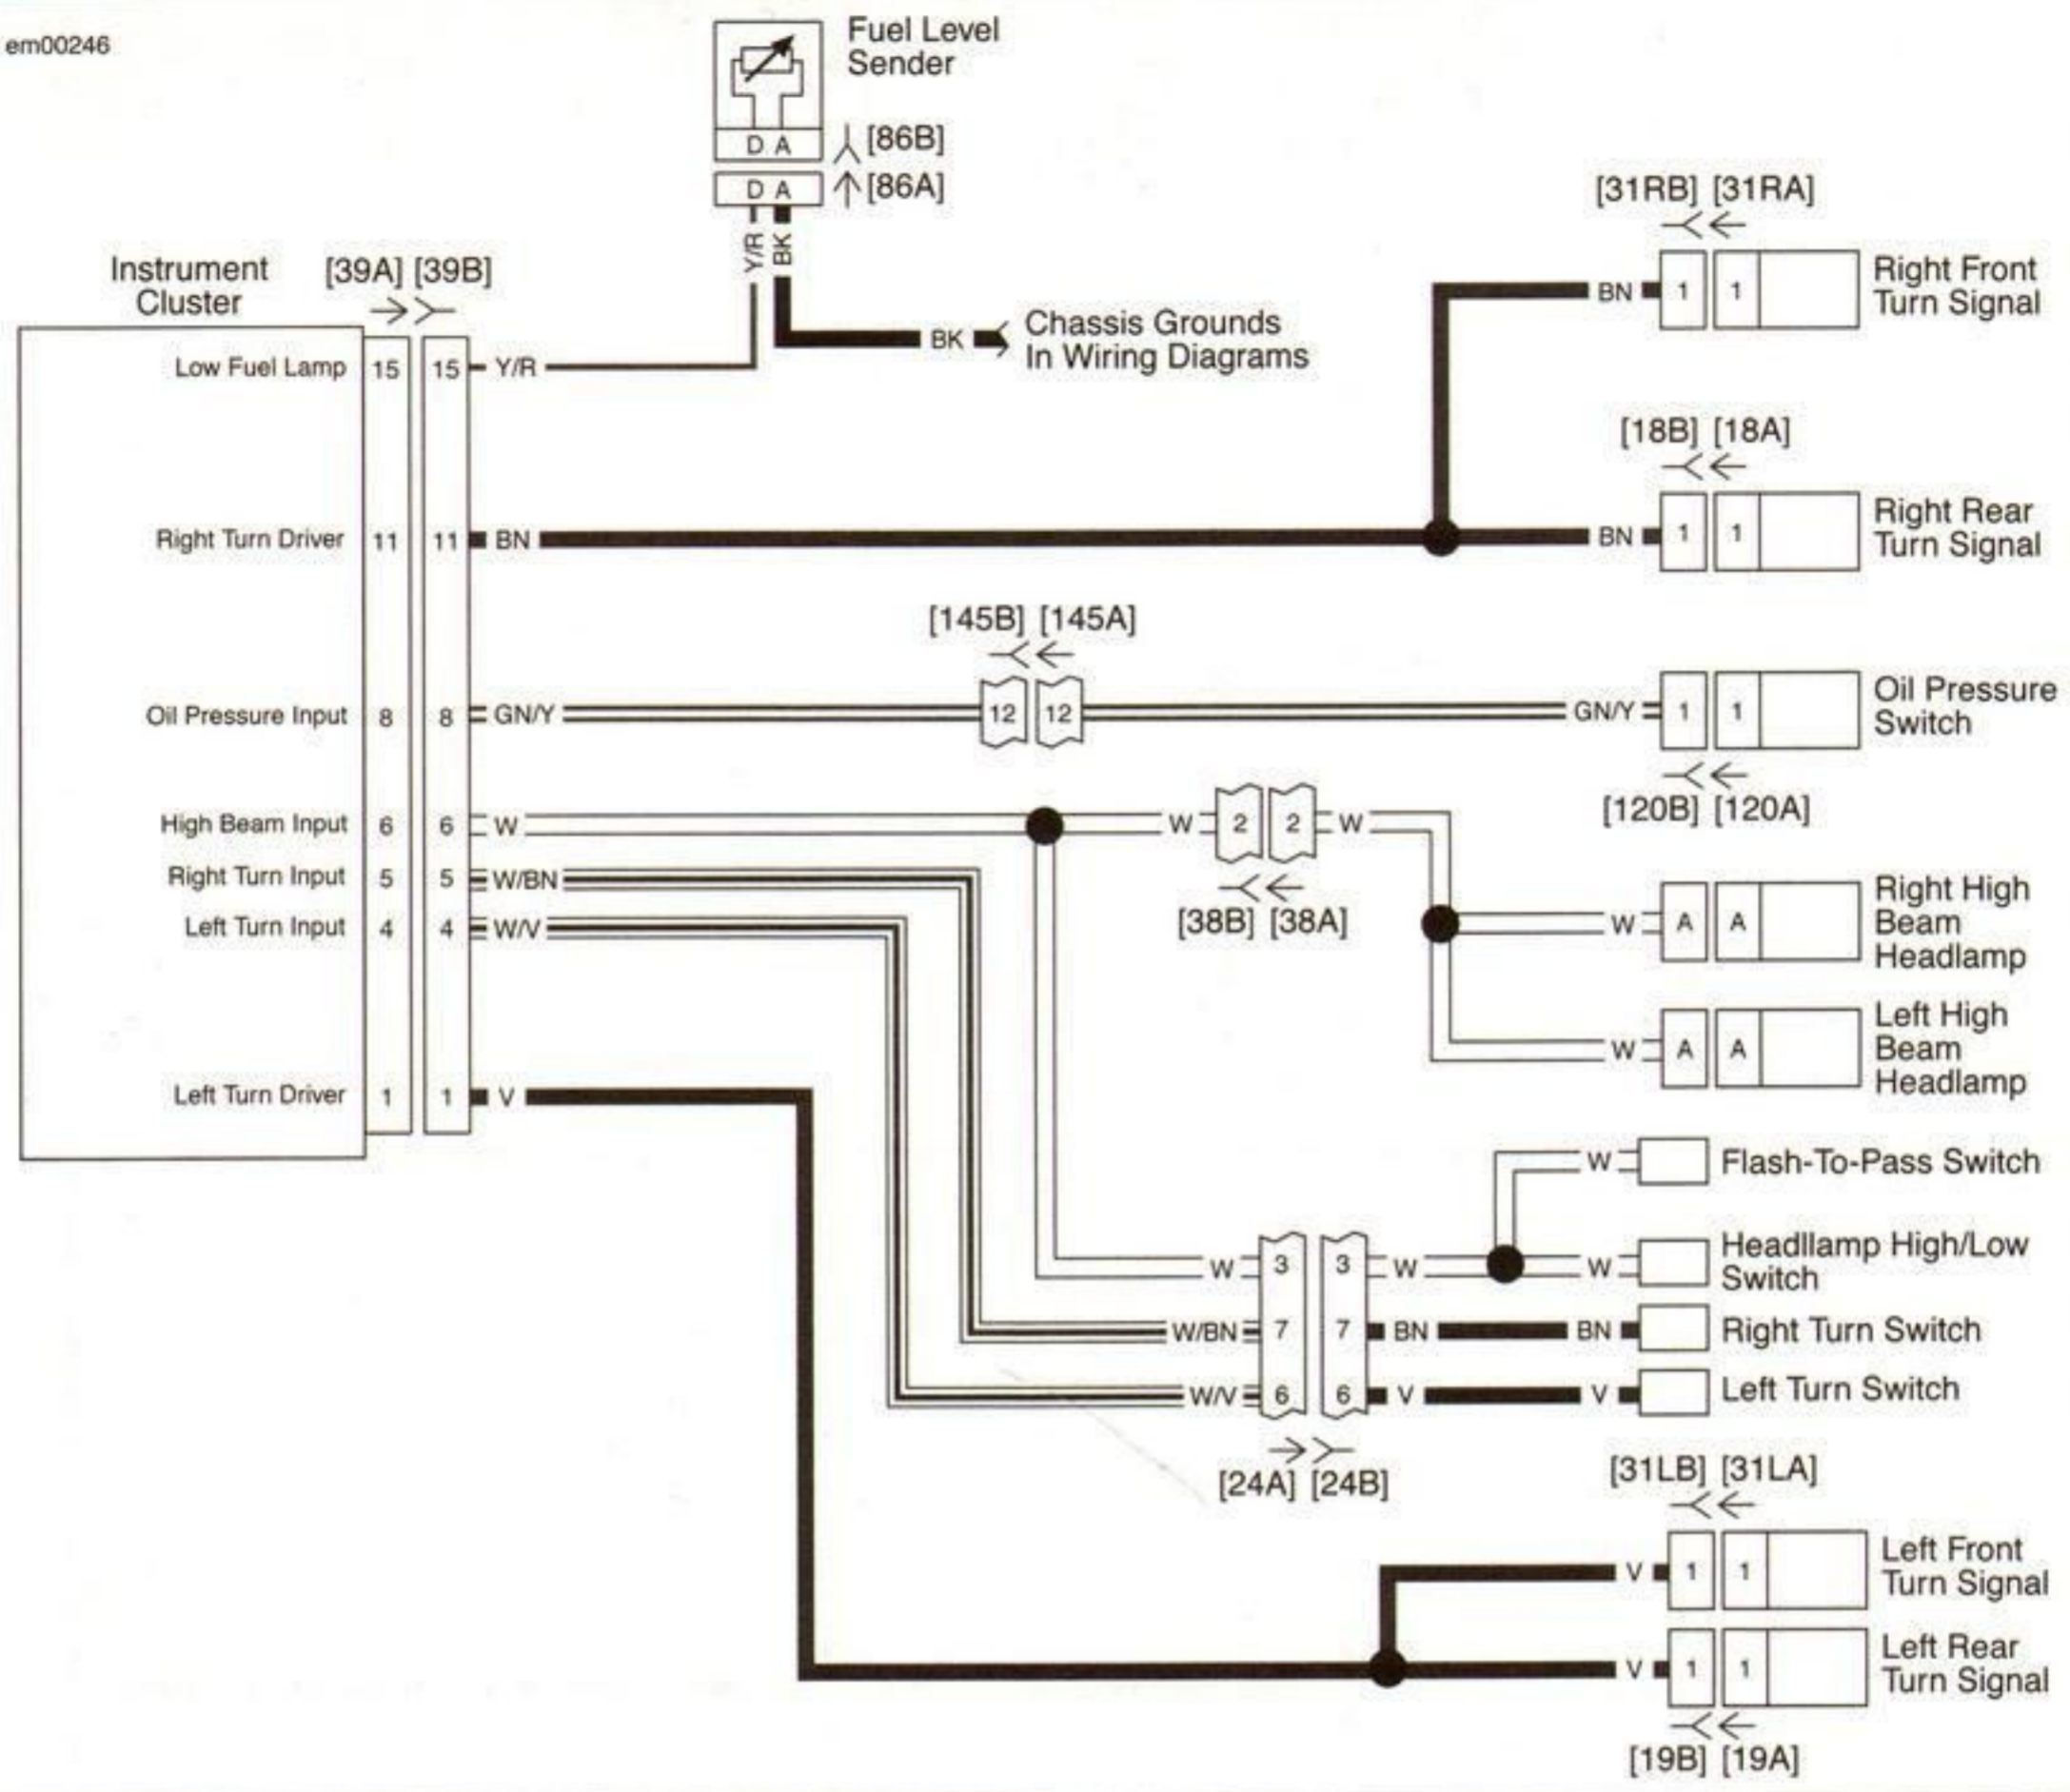 em00246
Fuel Level
Sender
D A
[86B]
D A
[86A]
Y/R
BK
[31RB] [31RA]
Instrument
Cluster
[39A] [39B]
BN
1
1
Right Front
Turn Signal
Chassis Grounds
In Wiring Diagrams
BK
Low Fuel Lamp
15
15
Y/R
[18B] [18A]
Right Turn Driver
11
11
BN
BN
1
1
Right Rear
Turn Signal
[145B] [145A]
Oil Pressure Input
8
8
GN/Y
12
12
GN/Y
1
1
Oil Pressure
Switch
[120B] [120A]
High Beam Input
6
6
W
W
2
2
W
[38B] [38A]
Right Turn Input
5
5
W/BN
Left Turn Input
4
4
W/V
W
A
A
Right High
Beam
Headlamp
W
A
A
Left High
Beam
Headlamp
Left Turn Driver
1
1
V
W
Flash-To-Pass Switch
W
3
3
W
W
Headllamp High/Low
Switch
W/BN
7
7
BN
BN
Right Turn Switch
W/V
6
6
V
V
Left Turn Switch
[24A] [24B]
[31LB] [31LA]
V
1
1
Left Front
Turn Signal
V
1
1
Left Rear
Turn Signal
[19B] [19A]